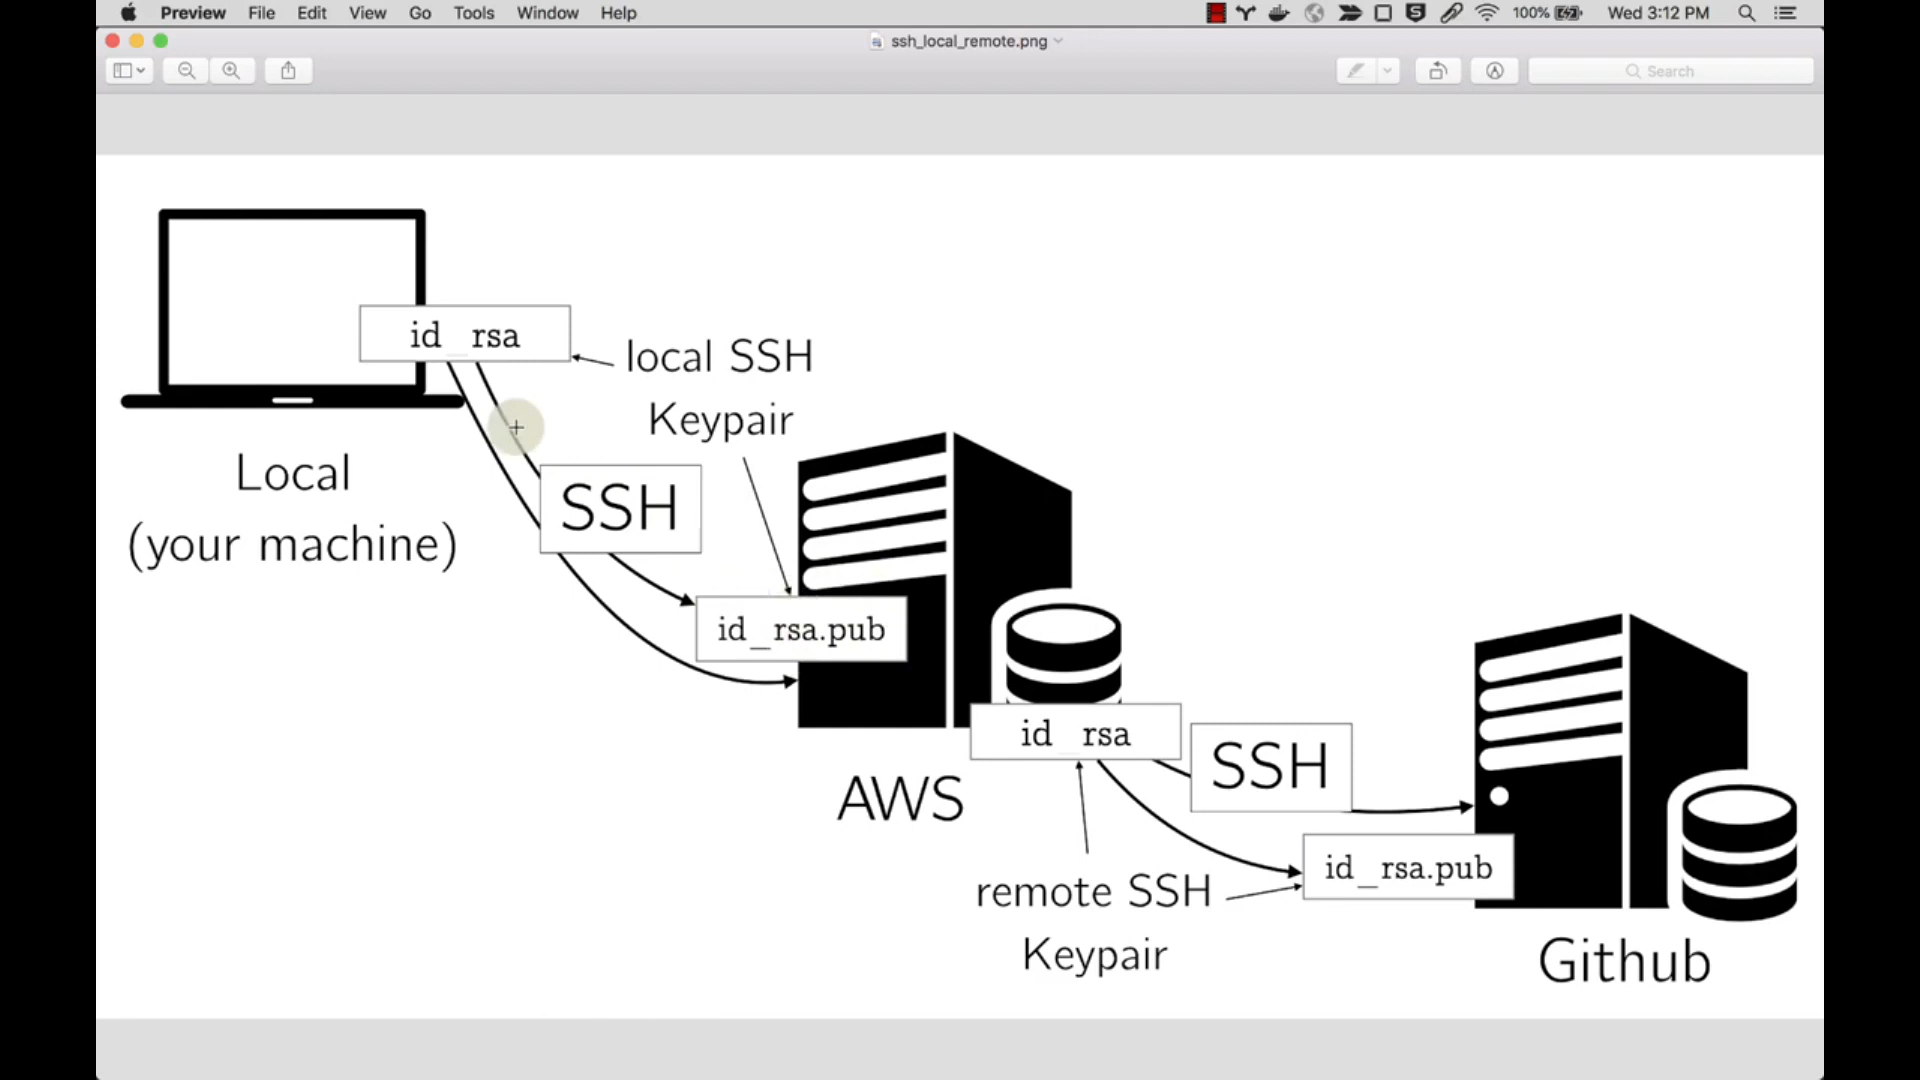 Preview File Edit View Go Tools Window Help 100% Wed 3:12 PM
ssh_local_remote.png
Search
id_rsa
local SSH
Keypair
Local
(your machine)
SSH
id_rsa.pub
id_rsa
SSH
AWS
id_rsa.pub
remote SSH
Keypair
Github